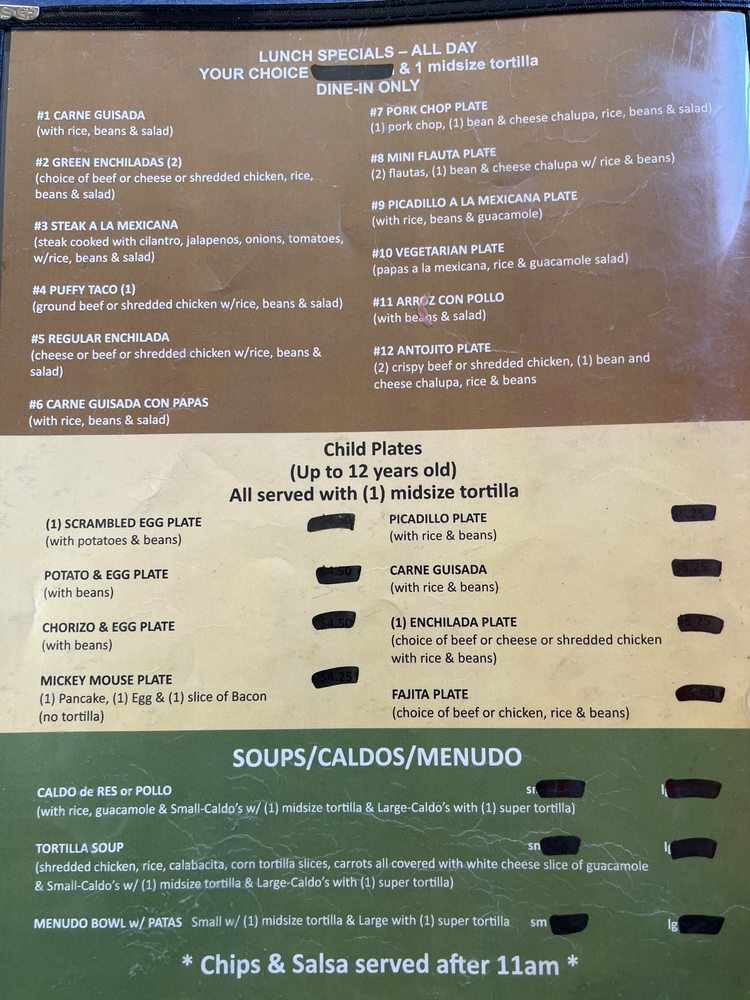 LUNCH SPECIALS – ALL DAY
YOUR CHOICE & 1 midsize tortilla
DINE-IN ONLY
#1 CARNE GUISADA
(with rice, beans & salad)
#2 GREEN ENCHILADAS (2)
(choice of beef or cheese or shredded chicken, rice,
beans & salad)
#3 STEAK A LA MEXICANA
(steak cooked with cilantro, jalapenos, onions, tomatoes,
w/rice, beans & salad)
#4 PUFFY TACO (1)
(ground beef or shredded chicken w/rice, beans & salad)
#5 REGULAR ENCHILADA
(cheese or beef or shredded chicken w/rice, beans &
salad)
#6 CARNE GUISADA CON PAPAS
(with rice, beans & salad)
#7 PORK CHOP PLATE
(1) pork chop, (1) bean & cheese chalupa, rice, beans & salad)
#8 MINI FLAUTA PLATE
(2) flautas, (1) bean & cheese chalupa w/ rice & beans)
#9 PICADILLO A LA MEXICANA PLATE
(with rice, beans & guacamole)
#10 VEGETARIAN PLATE
(papas a la mexicana, rice & guacamole salad)
#11 ARROZ CON POLLO
(with beans & salad)
#12 ANTOJITO PLATE
(2) crispy beef or shredded chicken, (1) bean and
cheese chalupa, rice & beans
Child Plates
(Up to 12 years old)
All served with (1) midsize tortilla
(1) SCRAMBLED EGG PLATE $4.50
(with potatoes & beans)
POTATO & EGG PLATE $4.50
(with beans)
CHORIZO & EGG PLATE $4.50
(with beans)
MICKEY MOUSE PLATE $4.25
(1) Pancake, (1) Egg & (1) slice of Bacon
(no tortilla)
PICADILLO PLATE
(with rice & beans)
CARNE GUISADA $5.25
(with rice & beans)
(1) ENCHILADA PLATE $5.25
(choice of beef or cheese or shredded chicken
with rice & beans)
FAJITA PLATE
(choice of beef or chicken, rice & beans)
SOUPS/CALDOS/MENUDO
CALDO de RES or POLLO
(with rice, guacamole & Small-Caldo's w/ (1) midsize tortilla & Large-Caldo's with (1) super tortilla)
TORTILLA SOUP
(shredded chicken, rice, calabacita, corn tortilla slices, carrots all covered with white cheese slice of guacamole
& Small-Caldo's w/ (1) midsize tortilla & Large-Caldo's with (1) super tortilla)
MENUDO BOWL w/ PATAS Small w/ (1) midsize tortilla & Large with (1) super tortilla sm lg
* Chips & Salsa served after 11am *